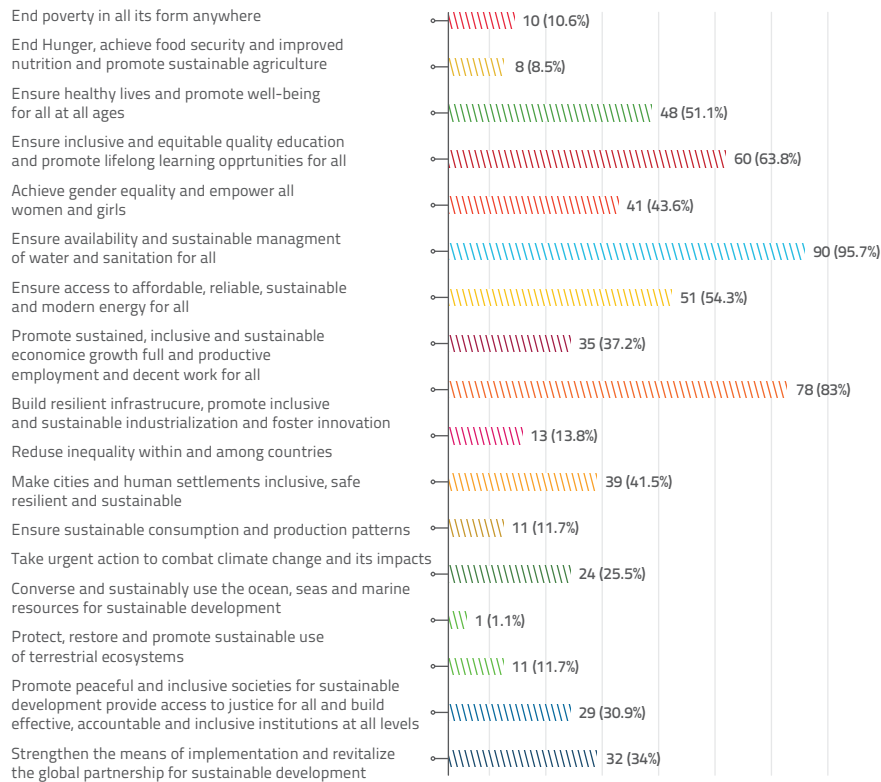 End poverty in all its form anywhere
10 (10.6%)
End Hunger, achieve food security and improved
nutrition and promote sustainable agriculture
8 (8.5%)
Ensure healthy lives and promote well-being
for all at all ages
48 (51.1%)
Ensure inclusive and equitable quality education
and promote lifelong learning opprtunities for all
60 (63.8%)
Achieve gender equality and empower all
women and girls
41 (43.6%)
Ensure availability and sustainable managment
of water and sanitation for all
90 (95.7%)
Ensure access to affordable, reliable, sustainable
and modern energy for all
51 (54.3%)
Promote sustained, inclusive and sustainable
economice growth full and productive
employment and decent work for all
35 (37.2%)
Build resilient infrastrucure, promote inclusive
and sustainable industrialization and foster innovation
78 (83%)
Reduse inequality within and among countries
13 (13.8%)
Make cities and human settlements inclusive, safe
resilient and sustainable
39 (41.5%)
Ensure sustainable consumption and production patterns
11 (11.7%)
Take urgent action to combat climate change and its impacts
24 (25.5%)
Converse and sustainably use the ocean, seas and marine
resources for sustainable development
1 (1.1%)
Protect, restore and promote sustainable use
of terrestrial ecosystems
11 (11.7%)
Promote peaceful and inclusive societies for sustainable
development provide access to justice for all and build
effective, accountable and inclusive institutions at all levels
29 (30.9%)
Strengthen the means of implementation and revitalize
the global partnership for sustainable development
32 (34%)